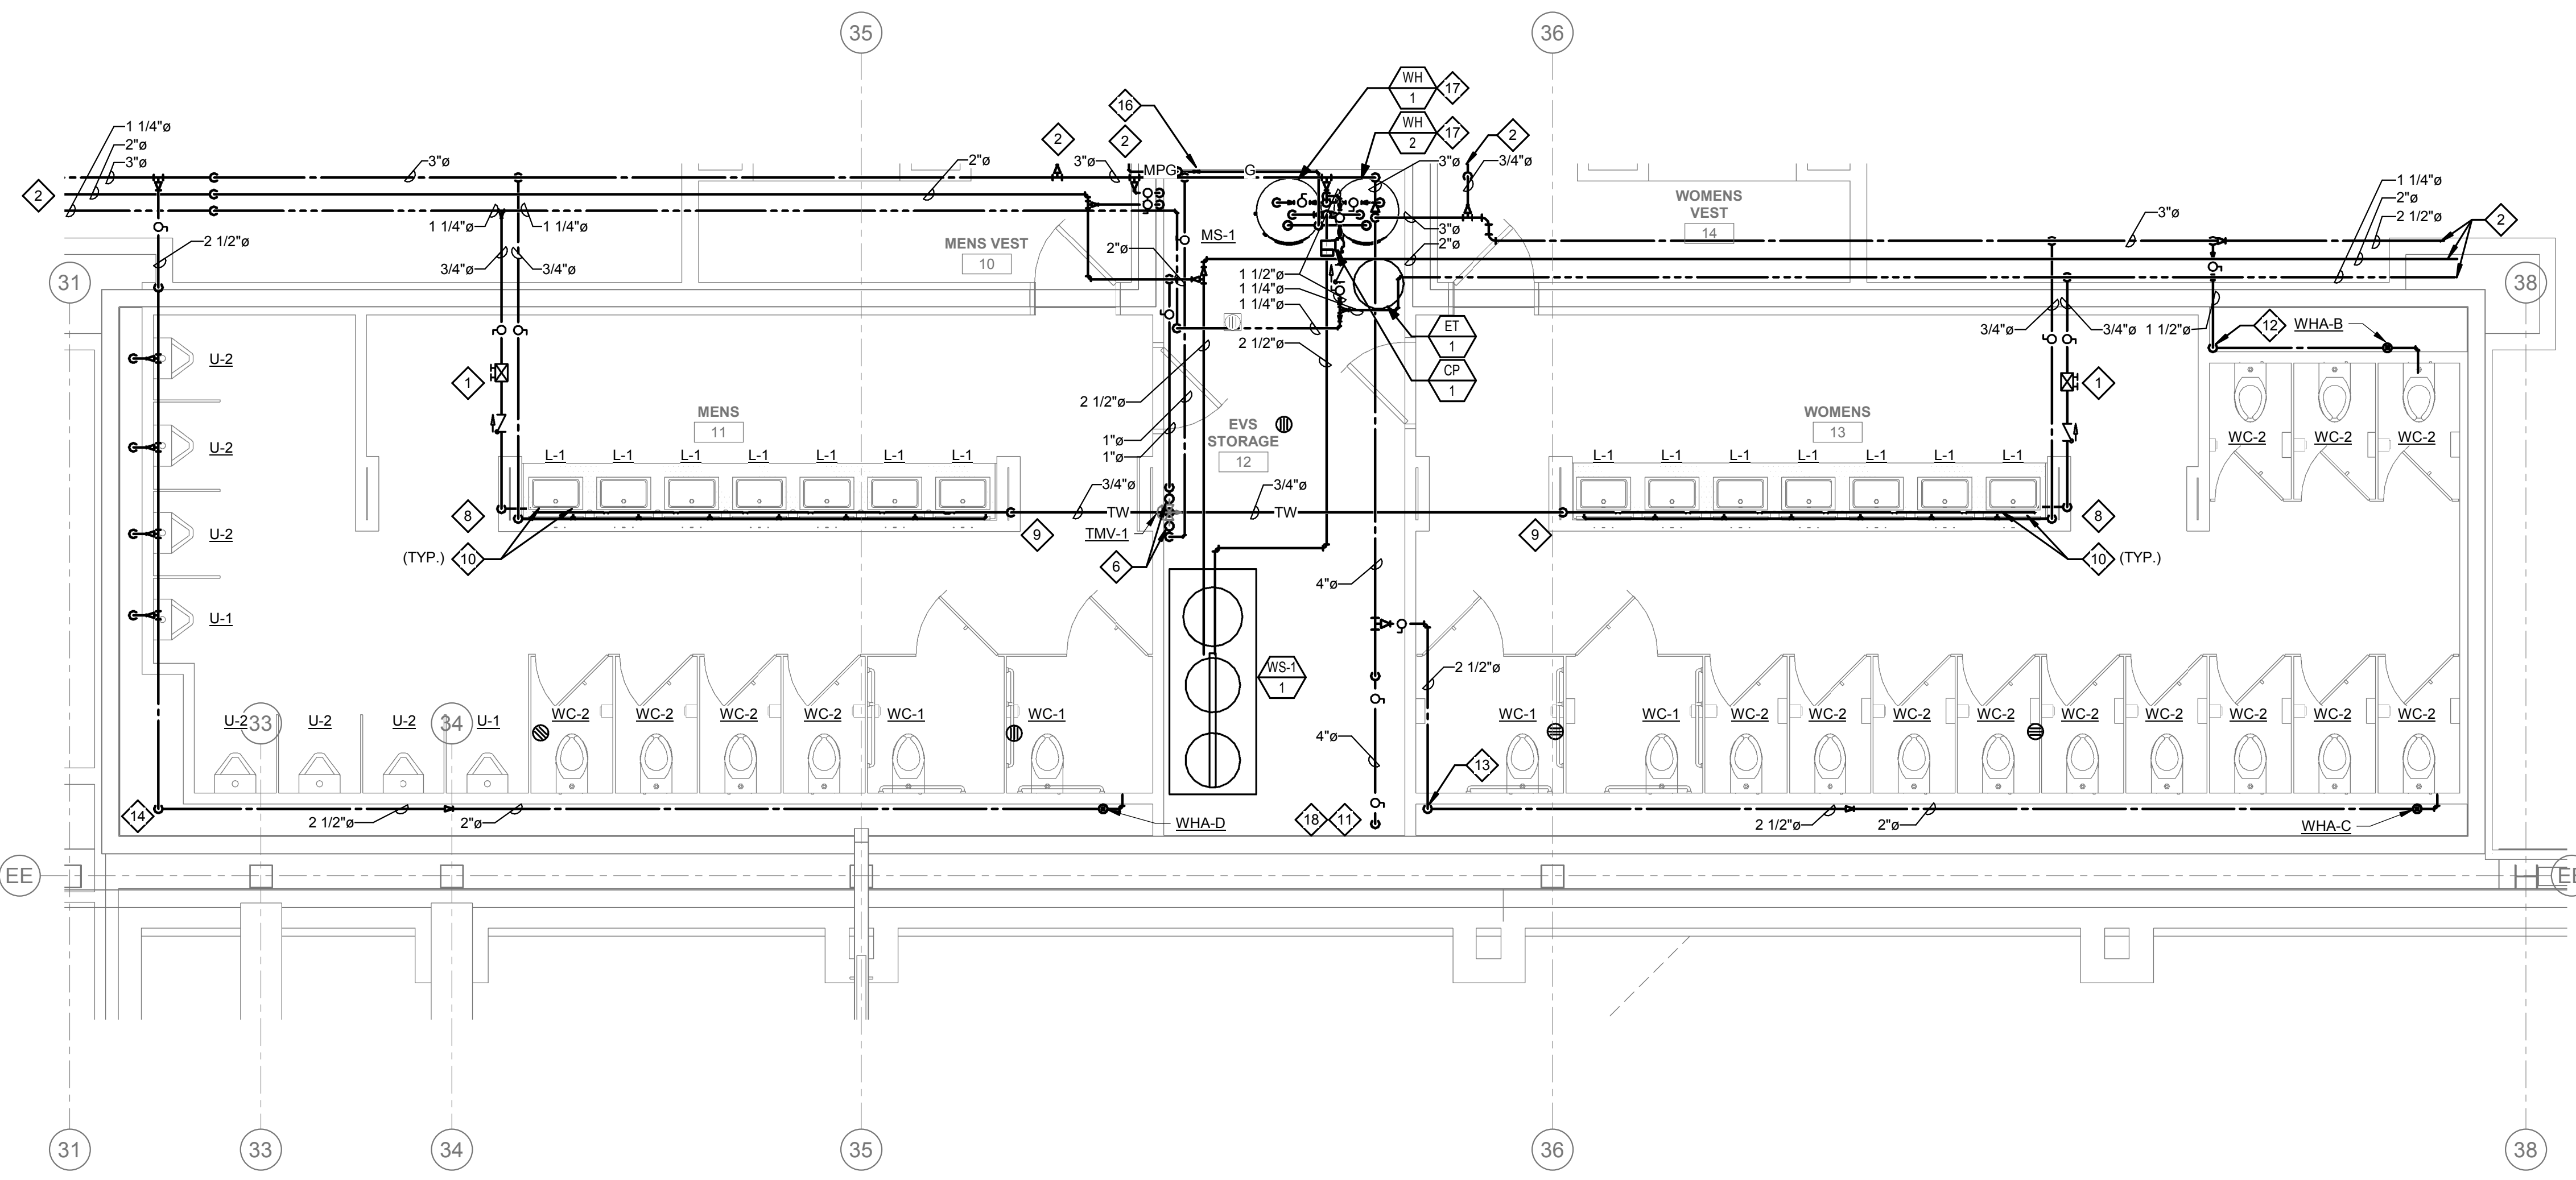 35
36
WH
1
17
16
WH
2
17
2
2
2
1 1/4"ø
2"ø
3"ø
3"ø
2"ø
3"ø
MPG
G
3"ø
3/4"ø
2
WOMENS
VEST
14
1 1/4"ø
2"ø
2 1/2"ø
3"ø
2
1 1/4"ø
1 1/4"ø
2 1/2"ø
MENS VEST
10
MS-1
2"ø
3"ø
2"ø
3/4"ø
3/4"ø
31
38
1 1/2"ø
1 1/4"ø
1 1/4"ø
2 1/2"ø
ET
1
CP
1
3/4"ø
3/4"ø
1 1/2"ø
12
WHA-B
U-2
1
1
2 1/2"ø
1"ø
1"ø
MENS
11
EVS
STORAGE
12
WOMENS
13
U-2
WC-2
WC-2
WC-2
L-1
L-1
L-1
L-1
L-1
L-1
L-1
L-1
L-1
L-1
L-1
L-1
L-1
L-1
3/4"ø
3/4"ø
8
TW
TW
8
U-2
9
TMV-1
9
(TYP.)
10
10
(TYP.)
6
4"ø
U-1
WS-1
1
2 1/2"ø
U-2
33
U-2
U-2
34
U-1
WC-2
WC-2
WC-2
WC-2
WC-1
WC-1
WC-1
WC-1
WC-2
WC-2
WC-2
WC-2
WC-2
WC-2
WC-2
WC-2
WC-2
4"ø
13
14
2 1/2"ø
2"ø
WHA-D
18
11
2 1/2"ø
2"ø
WHA-C
EE
31
33
34
35
36
38